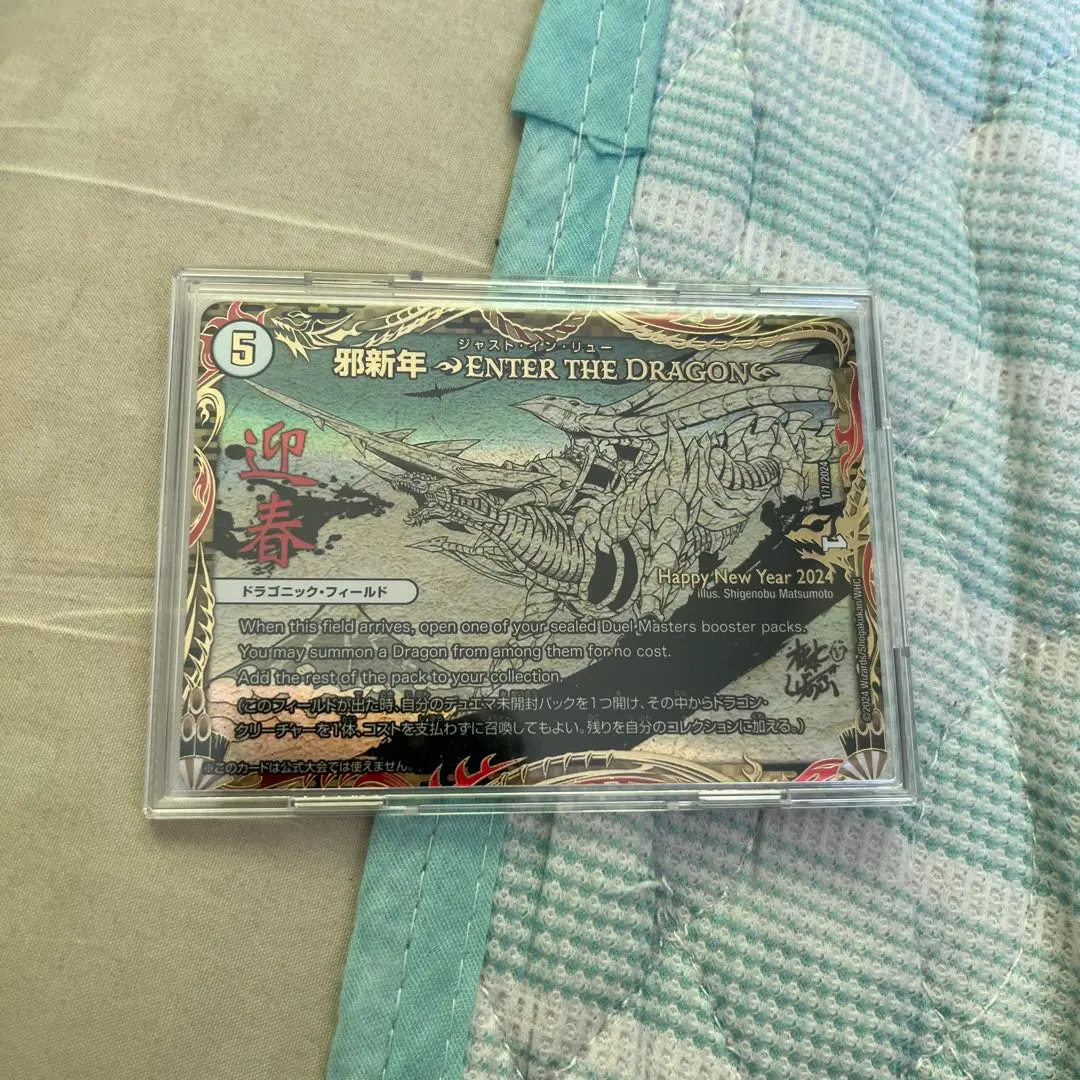 5
ジャスト・イン・リュー
邪新年 ～ENTER THE DRAGON～
迎春
1/1/2024
1
Happy New Year 2024
illus. Shigenobu Matsumoto
ドラゴニック・フィールド
When this field arrives, open one of your sealed Duel Masters booster packs.
You may summon a Dragon from among them for no cost.
Add the rest of the pack to your collection.
(このフィールドが出た時、自分のデュエマ未開封パックを1つ開け、その中からドラゴン・
クリーチャーを1体、コストを支払わずに召喚してもよい。残りを自分のコレクションに加える。)
※このカードは公式大会では使えません。
©2024 Wizards/Shogakukan/WHC